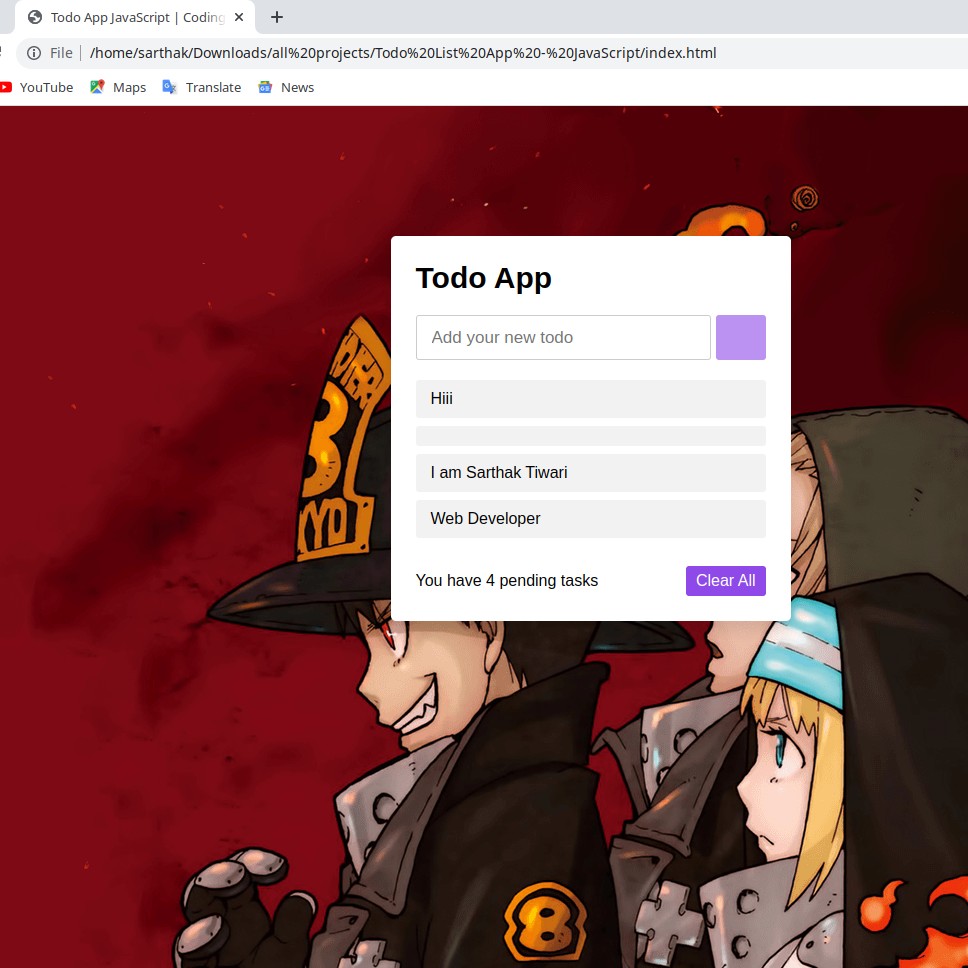 Todo App JavaScript | Coding
File
/home/sarthak/Downloads/all%20projects/Todo%20List%20App%20-%20JavaScript/index.html
YouTube Maps Translate News
Todo App
Add your new todo
Hiii
I am Sarthak Tiwari
Web Developer
You have 4 pending tasks
Clear All
8